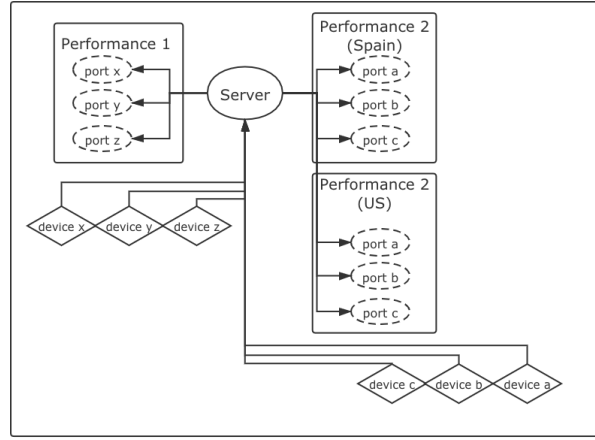 Performance 1
port x
port y
port z
Server
Performance 2
(Spain)
port a
port b
port c
Performance 2
(US)
port a
port b
port c
device x
device y
device z
device c
device b
device a